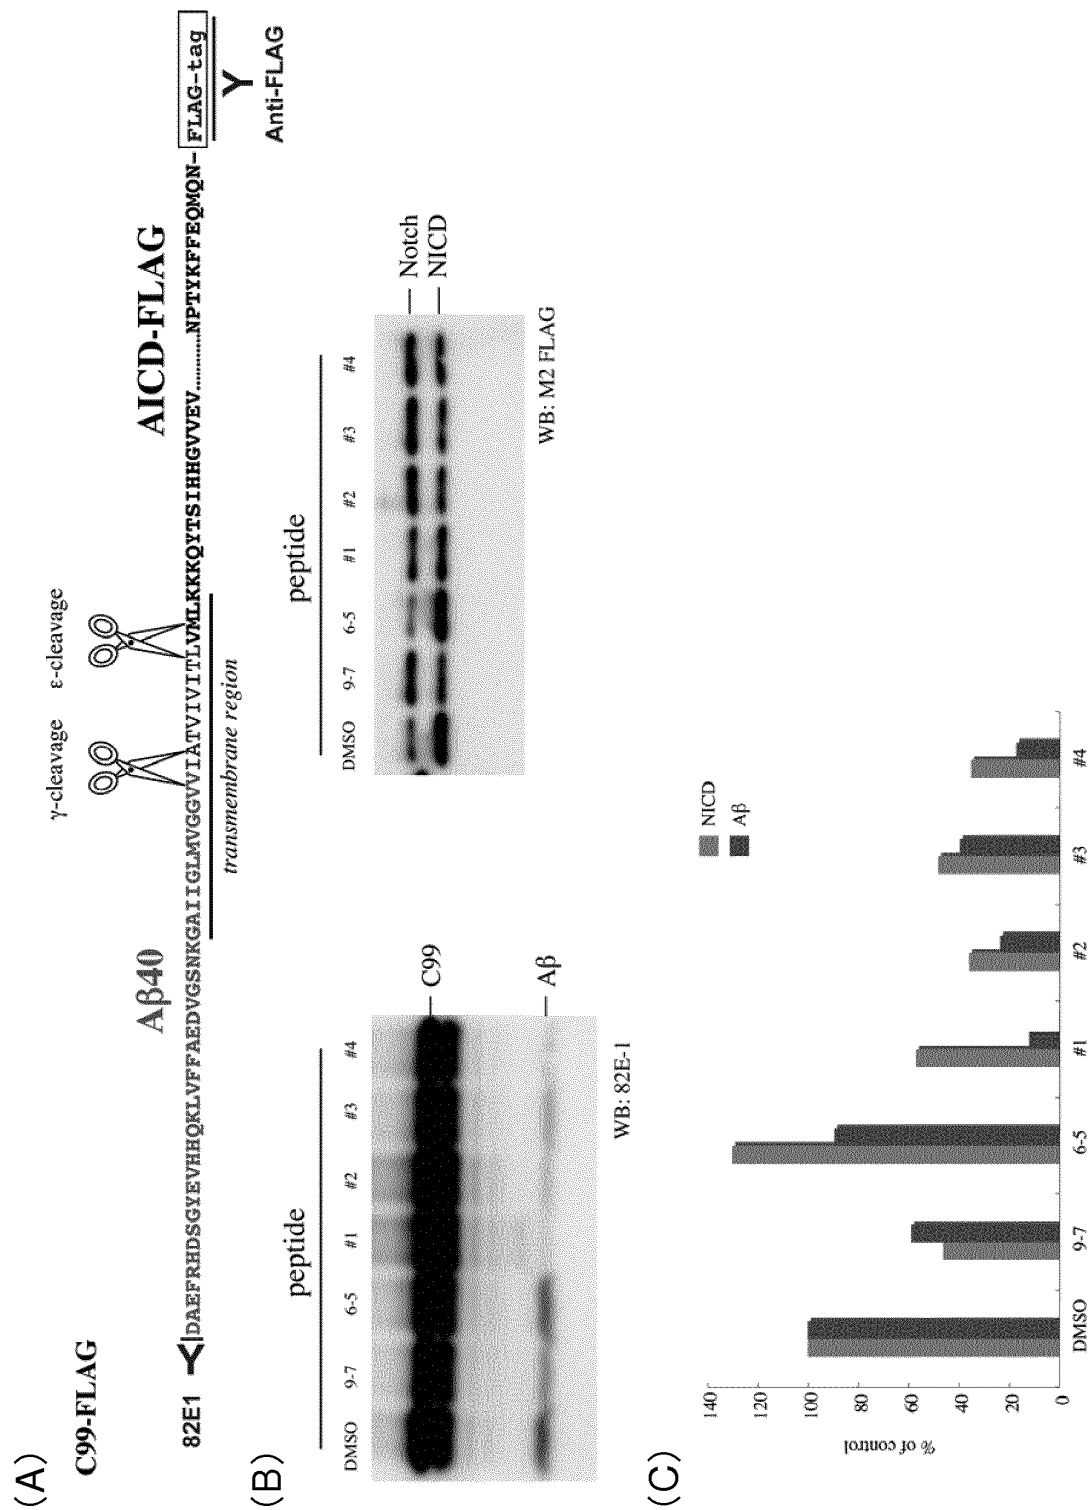 (A)
C99-FLAG
γ-cleavage ε-cleavage
Aβ40 AICD-FLAG
82E1 DAEFRHDSGYEVHHQKLVFFAEDVGSNKGAIIGLMVGGVVIATVIVITLVMLKKKQYTSIHHGVVEV............NPTYKFFEQMQN- FLAG-tag
transmembrane region
Anti-FLAG
(B)
peptide
DMSO 9-7 6-5 #1 #2 #3 #4
C99
Aβ
WB: 82E-1
peptide
DMSO 9-7 6-5 #1 #2 #3 #4
Notch
NICD
WB: M2 FLAG
(C)
% of control
140
120
100
80
60
40
20
0
NICD
Aβ
DMSO 9-7 6-5 #1 #2 #3 #4